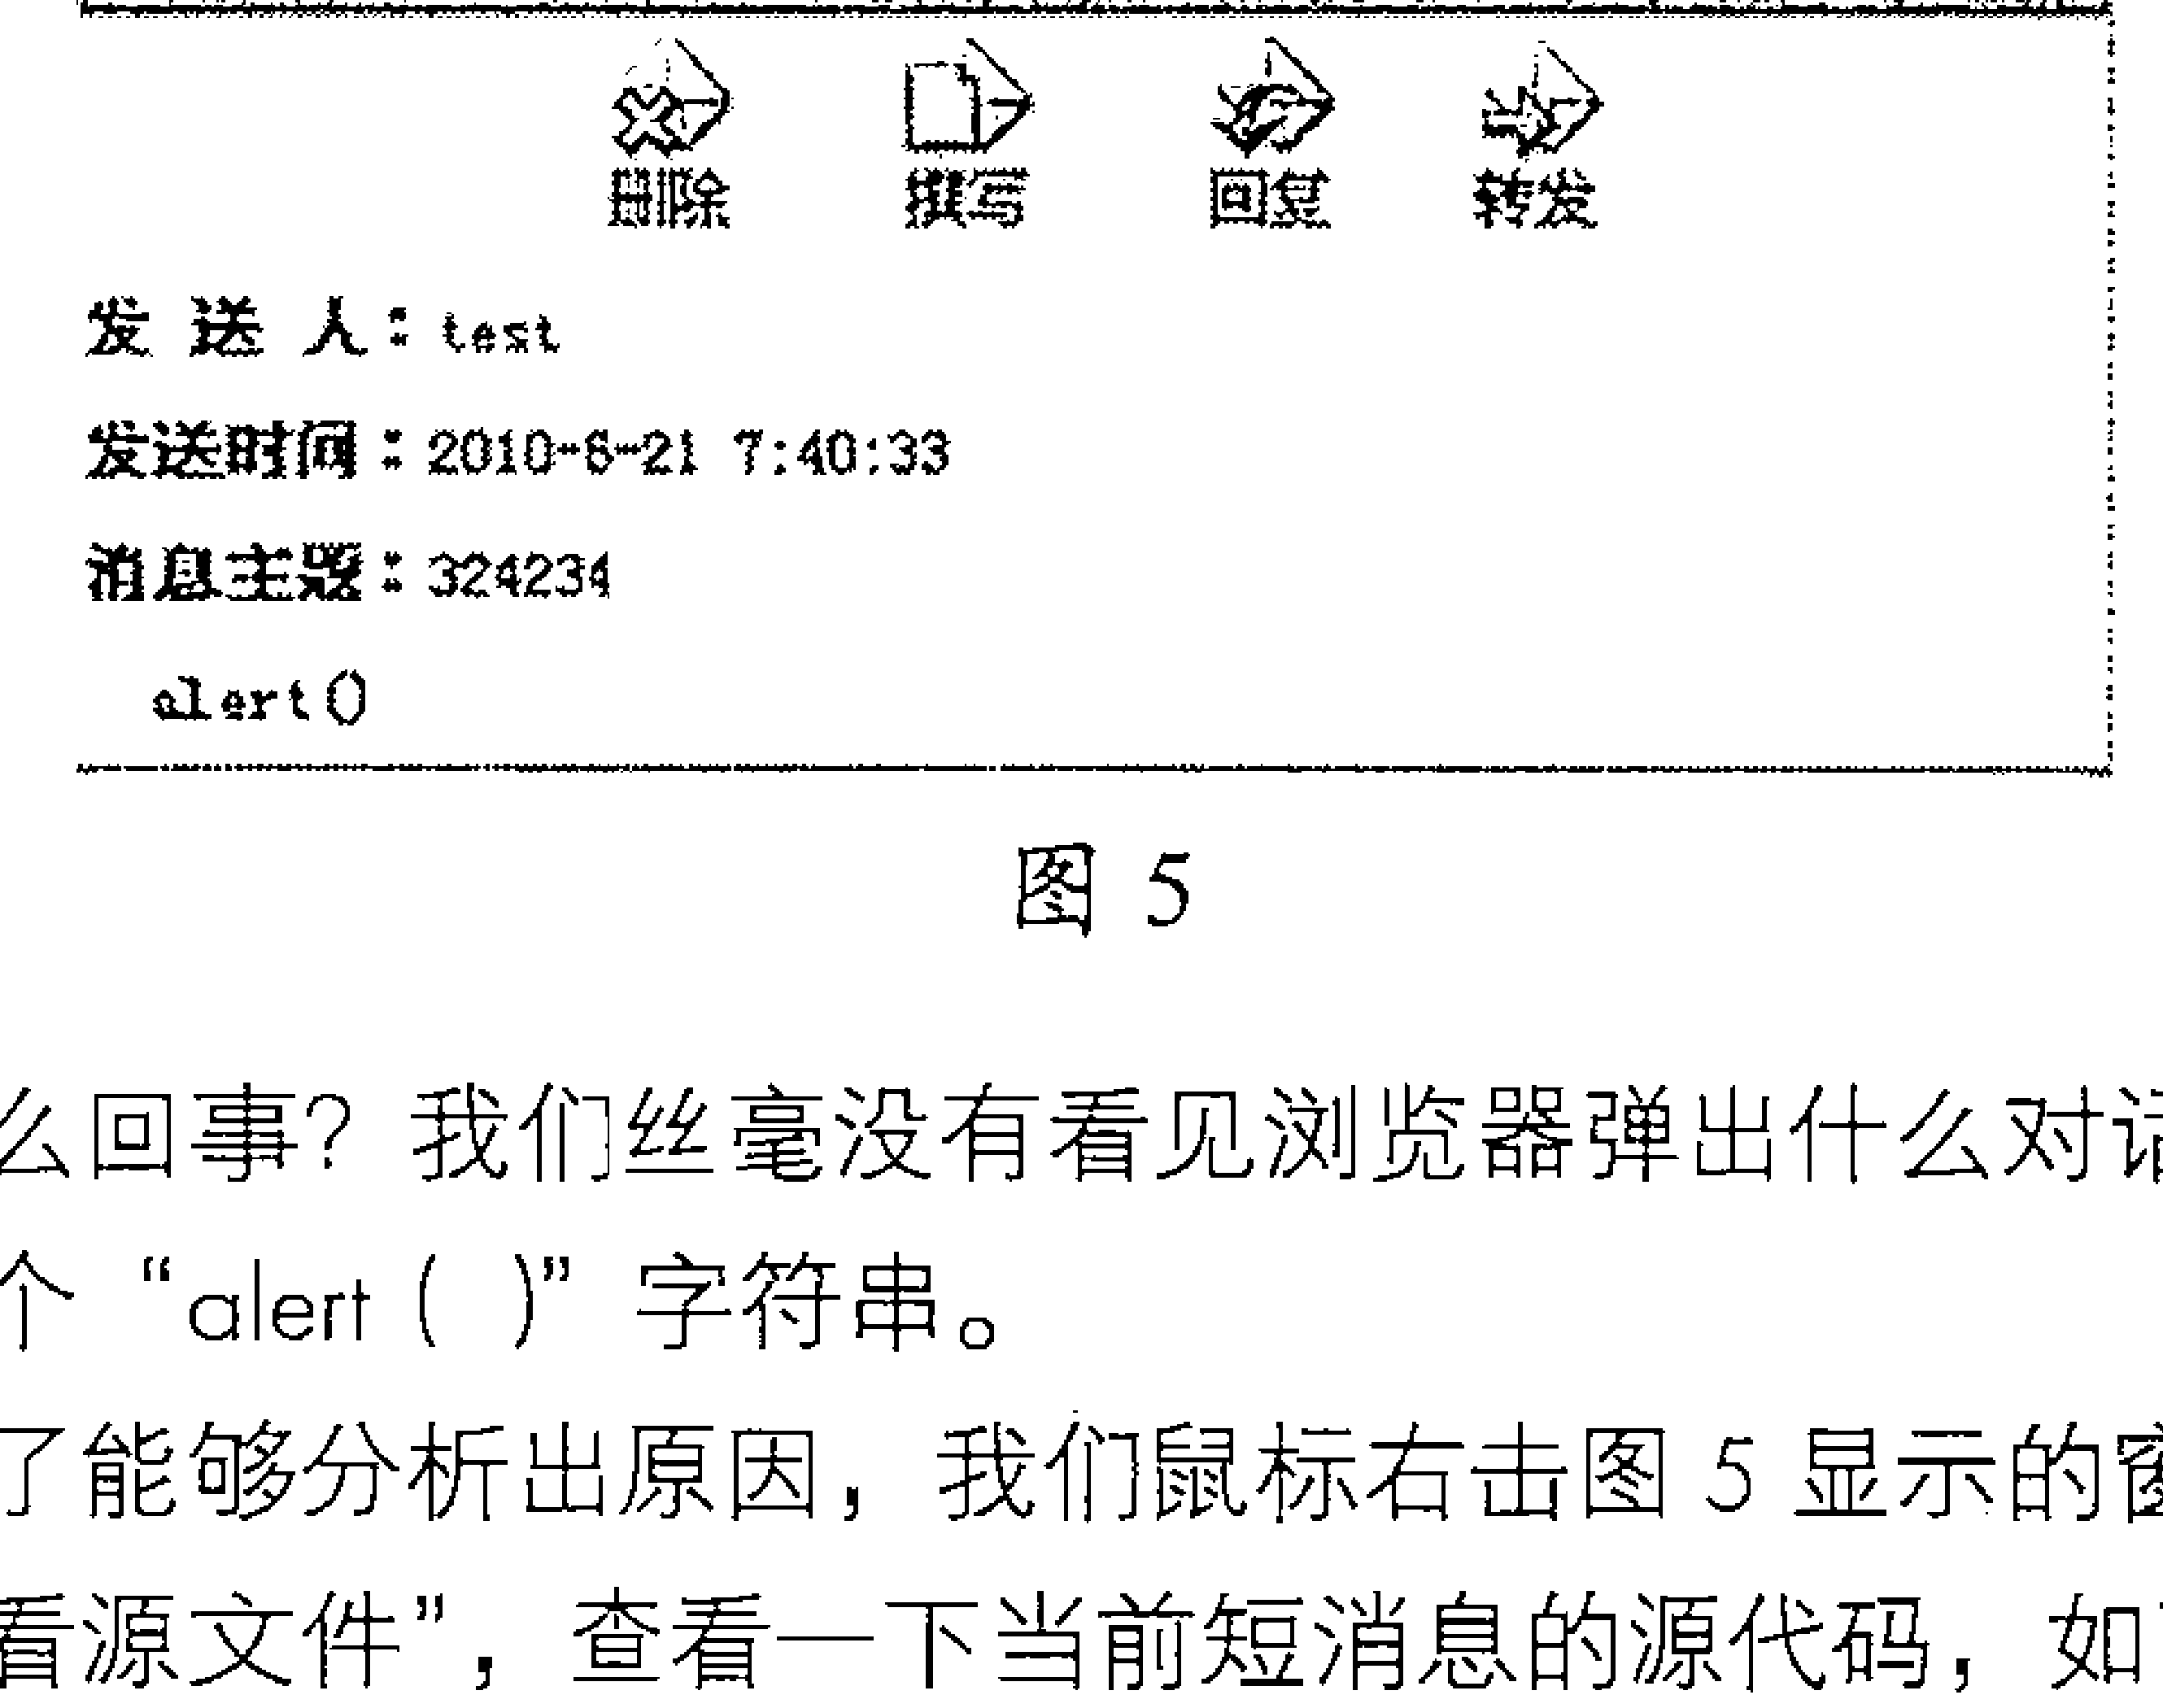 删除 撰写 回复 转发
发 送 人：test
发送时间：2010-6-21 7:40:33
消息主题：324234
alert()
图 5
么回事？我们丝毫没有看见浏览器弹出什么对话
个“alert ( )”字符串。
了能够分析出原因，我们鼠标右击图 5 显示的窗
看源文件”，查看一下当前短消息的源代码，如下